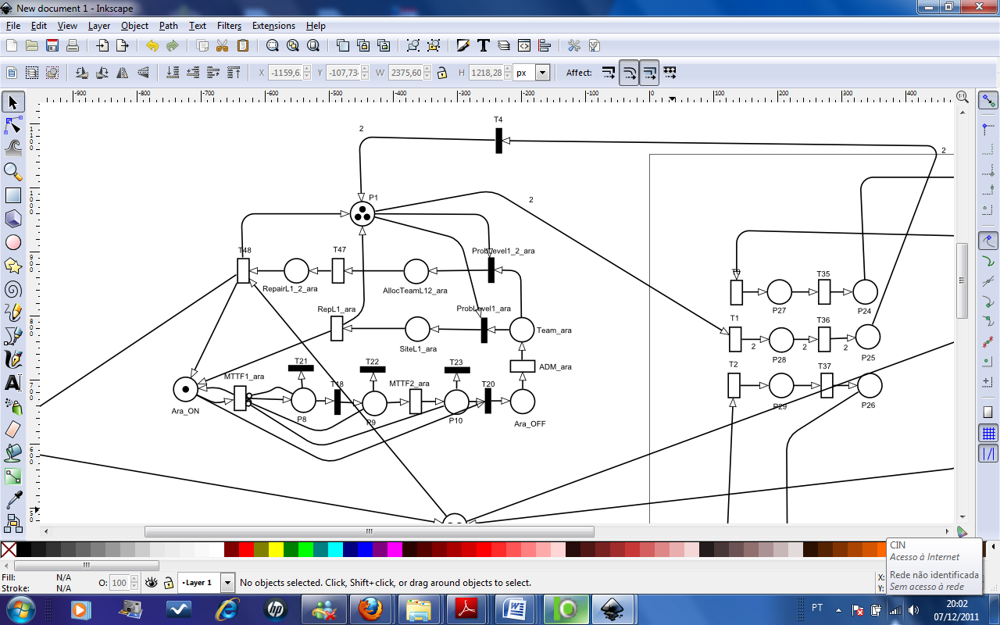 New document 1 - Inkscape
File Edit View Layer Object Path Text Filters Extensions Help
X -1159,6 Y -107,73 W 2375,60 H 1218,28 px Affect:
-900 -800 -700 -600 -500 -400 -300 -200 -100 0 100 200 300 400
1100
1000
900
800
700
600
T4
2
2
P1
2
T48
T47
ProbLevel1_2_ara
RepairL1_2_ara
AllocTeamL12_ara
T35
P27
P24
RepL1_ara
ProbLevel1_ara
Team_ara
SiteL1_ara
T1
T36
2
2
2
P28
P25
T21
T22
T23
ADM_ara
T2
T37
MTTF1_ara
T18
MTTF2_ara
T20
Ara_ON
P8
P9
P10
Ara_OFF
P29
P26
CIN
Acesso à Internet
Rede não identificada
Sem acesso à rede
Fill: N/A
Stroke: N/A
O: 100
Layer 1
No objects selected. Click, Shift+click, or drag around objects to select.
X:
Y:
hp
PT
20:02
07/12/2011